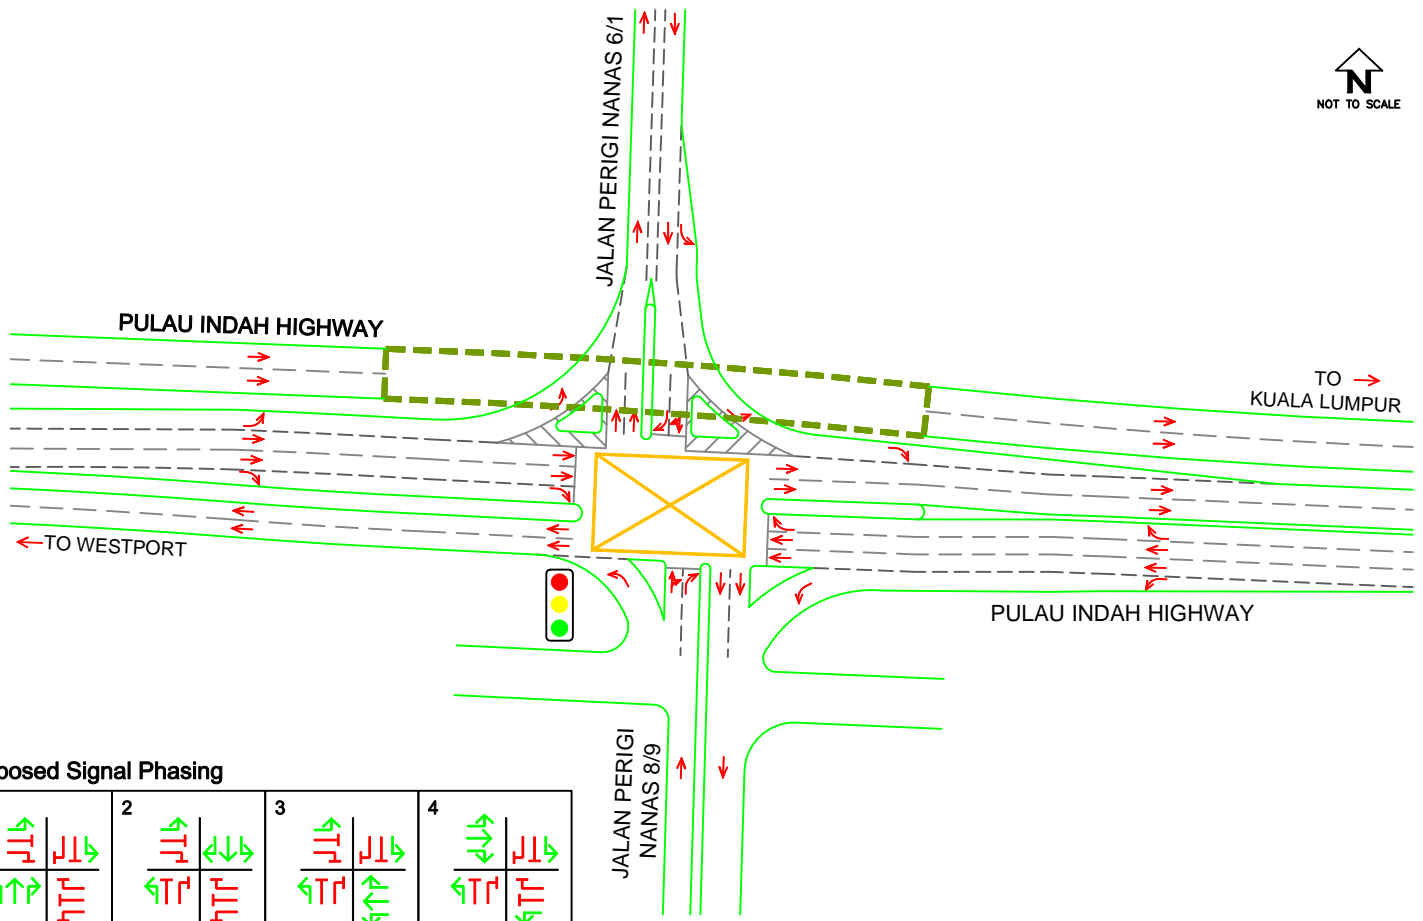 JALAN PERIGI NANAS 6/1
N
NOT TO SCALE
PULAU INDAH HIGHWAY
TO
KUALA LUMPUR
TO WESTPORT
PULAU INDAH HIGHWAY
JALAN PERIGI
NANAS 8/9
posed Signal Phasing
2
3
4